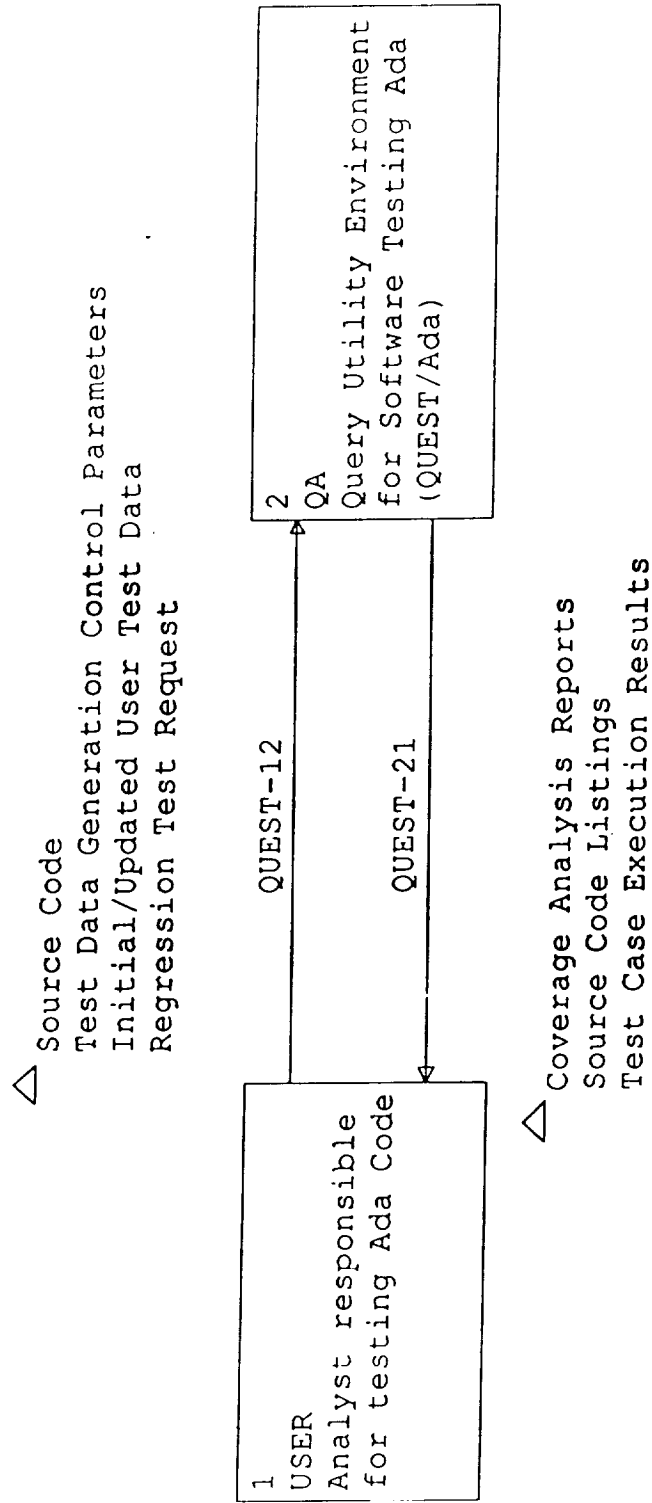 Source Code
Test Data Generation Control Parameters
Initial/Updated User Test Data
Regression Test Request
1
USER
Analyst responsible
for testing Ada Code
QUEST-12
QUEST-21
2
QA
Query Utility Environment
for Software Testing Ada
(QUEST/Ada)
Coverage Analysis Reports
Source Code Listings
Test Case Execution Results